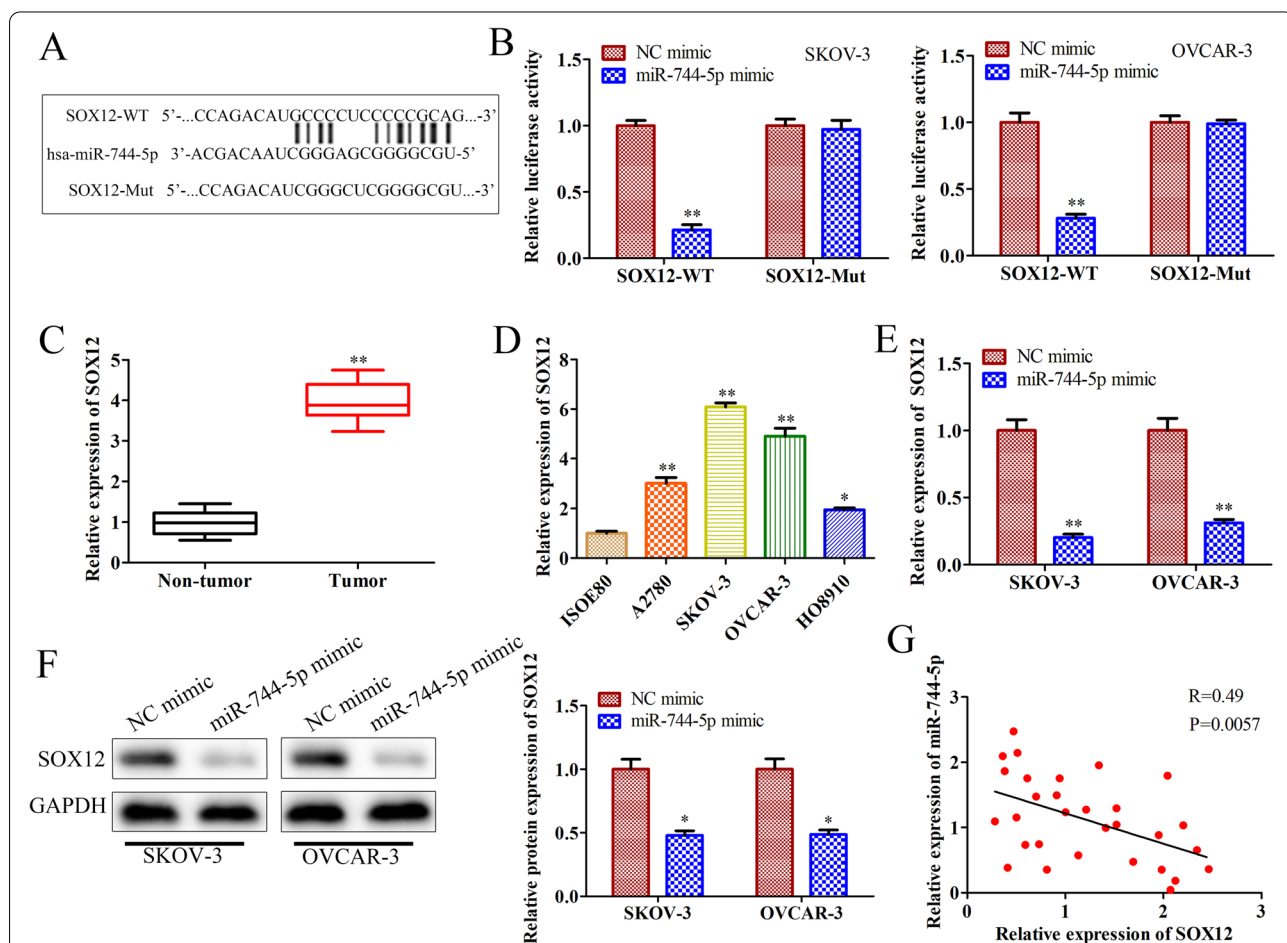 A
SOX12-WT 5’-...CCAGACAUGCCCCUCCCCCGCAG...-3’
hsa-miR-744-5p 3’-ACGACAAUCGGGAGCGGGGCGU-5’
SOX12-Mut 5’-...CCAGACAUCGGGCUCGGGGCGU...-3’
B
Relative luciferase activity
NC mimic
miR-744-5p mimic
SKOV-3
1.5
1.0
0.5
0.0
**
SOX12-WT
SOX12-Mut
Relative luciferase activity
NC mimic
miR-744-5p mimic
OVCAR-3
1.5
1.0
0.5
0.0
**
SOX12-WT
SOX12-Mut
C
Relative expression of SOX12
5
4
3
2
1
0
**
Non-tumor
Tumor
D
Relative expression of SOX12
8
6
4
2
0
**
**
**
*
ISOE80
A2780
SKOV-3
OVCAR-3
HO8910
E
Relative expression of SOX12
NC mimic
miR-744-5p mimic
1.5
1.0
0.5
0.0
**
**
SKOV-3
OVCAR-3
F
NC mimic
miR-744-5p mimic
NC mimic
miR-744-5p mimic
SOX12
GAPDH
SKOV-3
OVCAR-3
Relative protein expression of SOX12
NC mimic
miR-744-5p mimic
1.5
1.0
0.5
0.0
*
*
SKOV-3
OVCAR-3
G
Relative expression of miR-744-5p
R=0.49
P=0.0057
3
2
1
0
0
1
2
3
Relative expression of SOX12